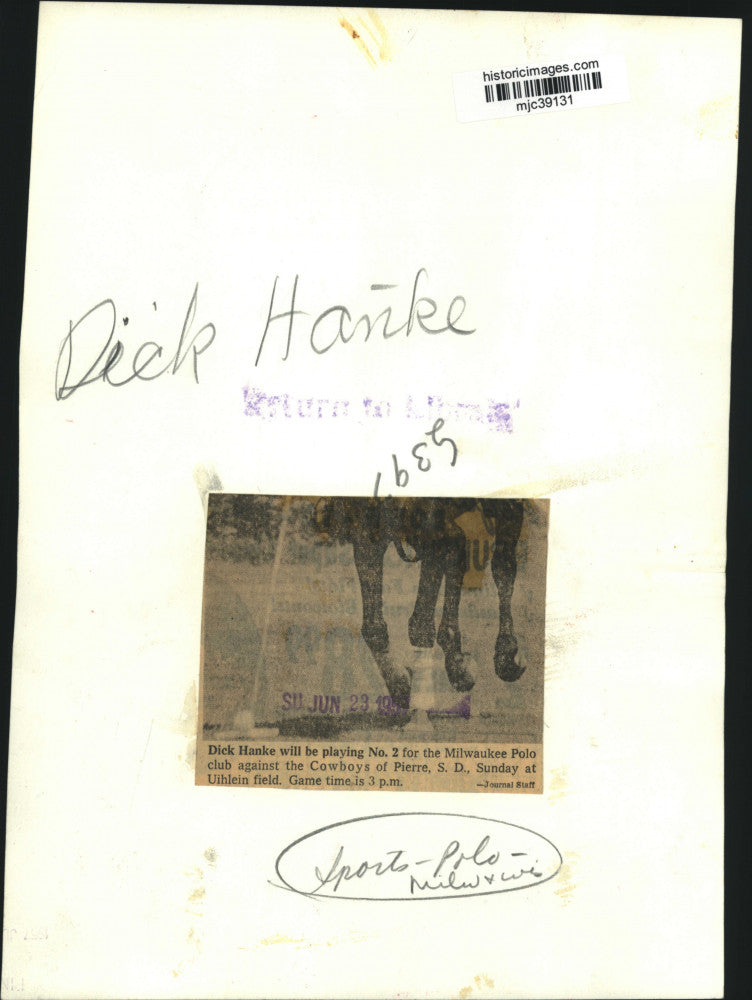 historicimages.com
mjc39131
Dick Hanke
Return to Library
SU JUN 23
Dick Hanke will be playing No. 2 for the Milwaukee Polo
club against the Cowboys of Pierre, S. D., Sunday at
Uihlein field. Game time is 3 p.m.
—Journal Staff
Sports - Polo -
Milw + Wis